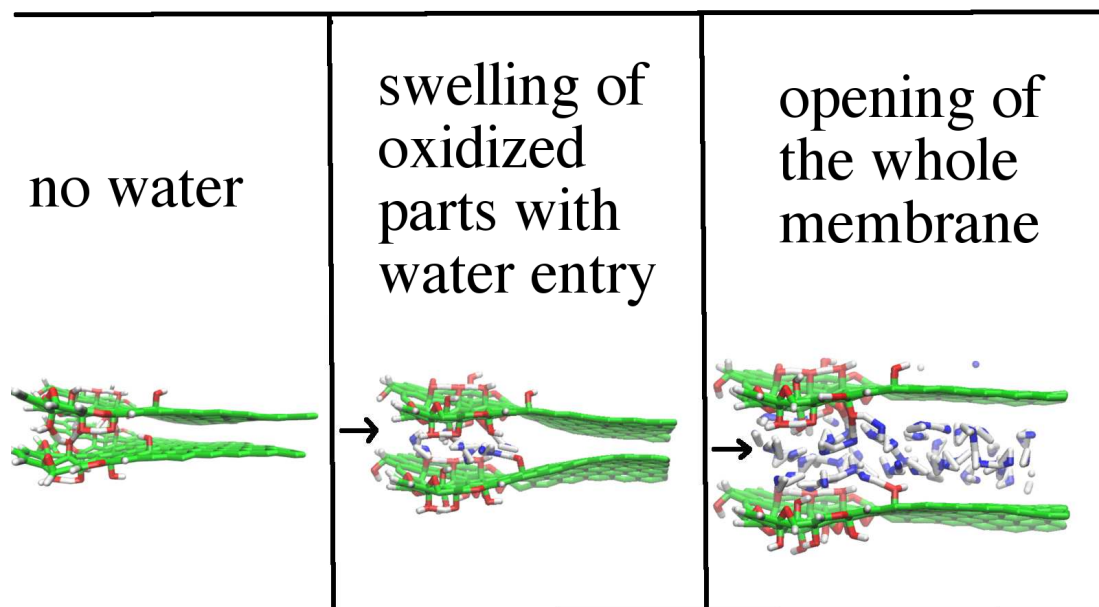 no water
swelling of
oxidized
parts with
water entry
opening of
the whole
membrane